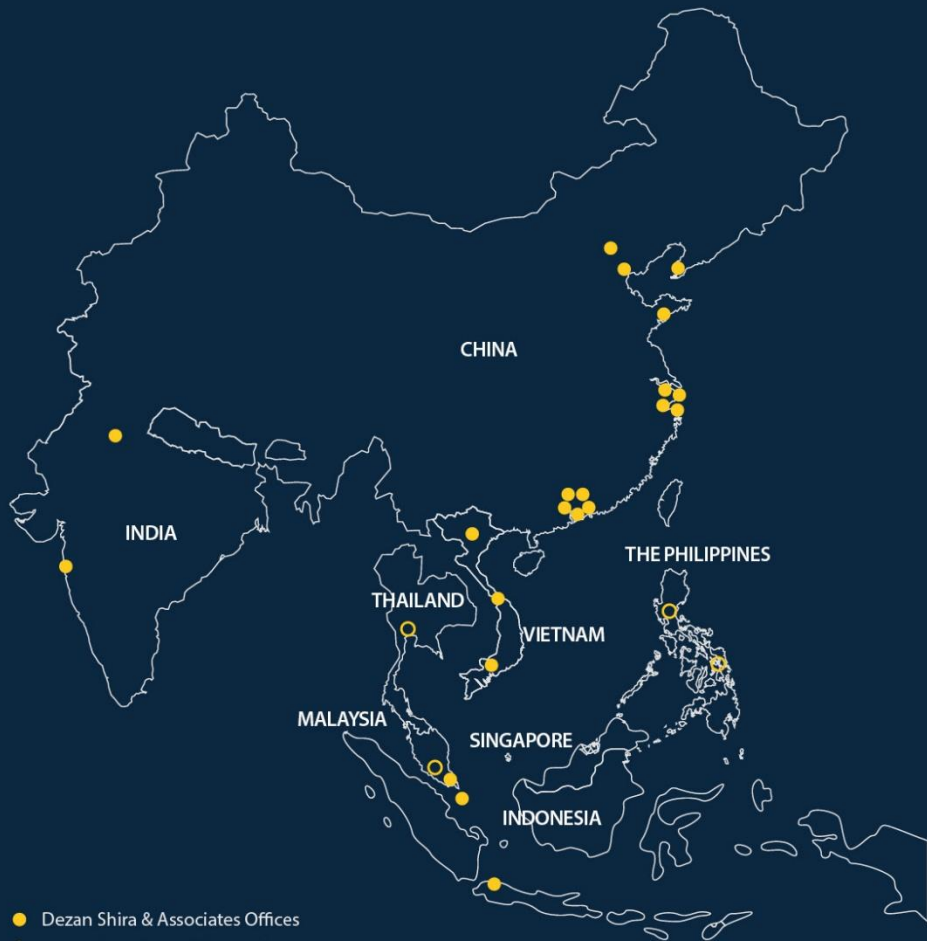 CHINA
INDIA
THE PHILIPPINES
THAILAND
VIETNAM
MALAYSIA
SINGAPORE
INDONESIA
Dezan Shira & Associates Offices